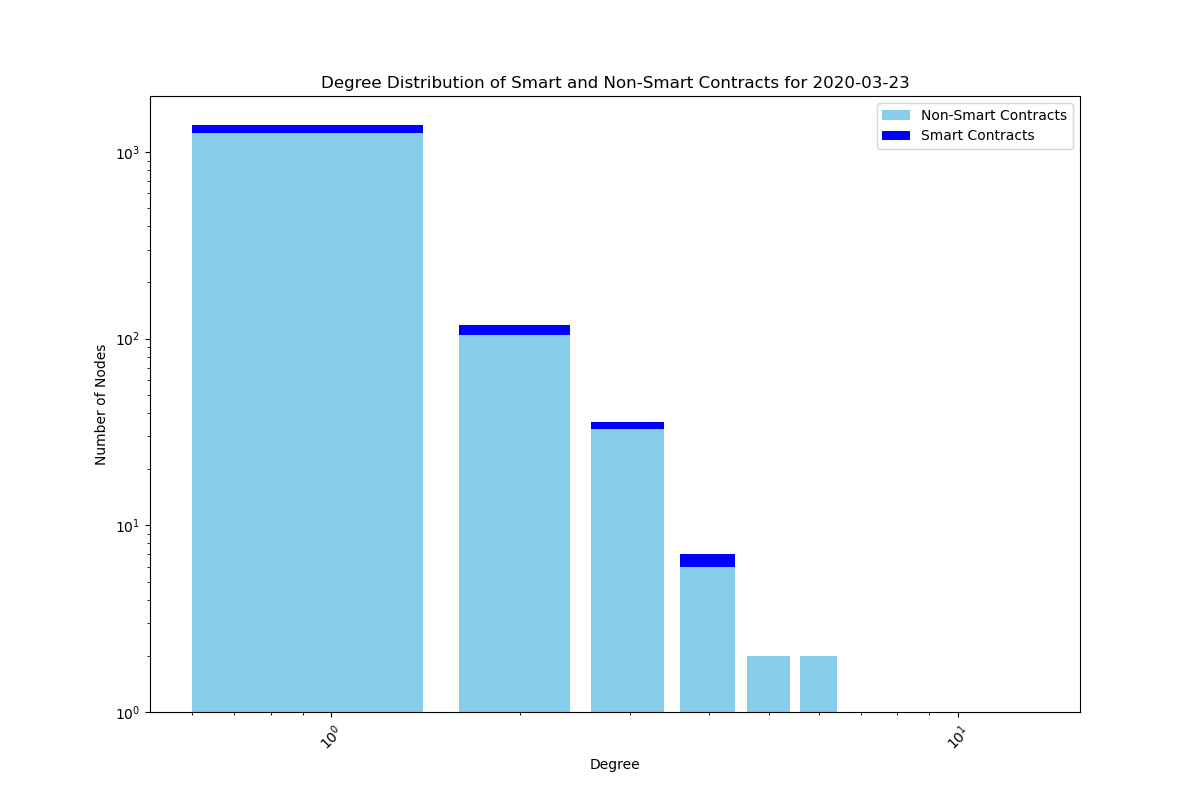 Degree Distribution of Smart and Non-Smart Contracts for 2020-03-23
Non-Smart Contracts
Smart Contracts
Number of Nodes
10³
10²
10¹
10⁰
10⁰
10¹
Degree